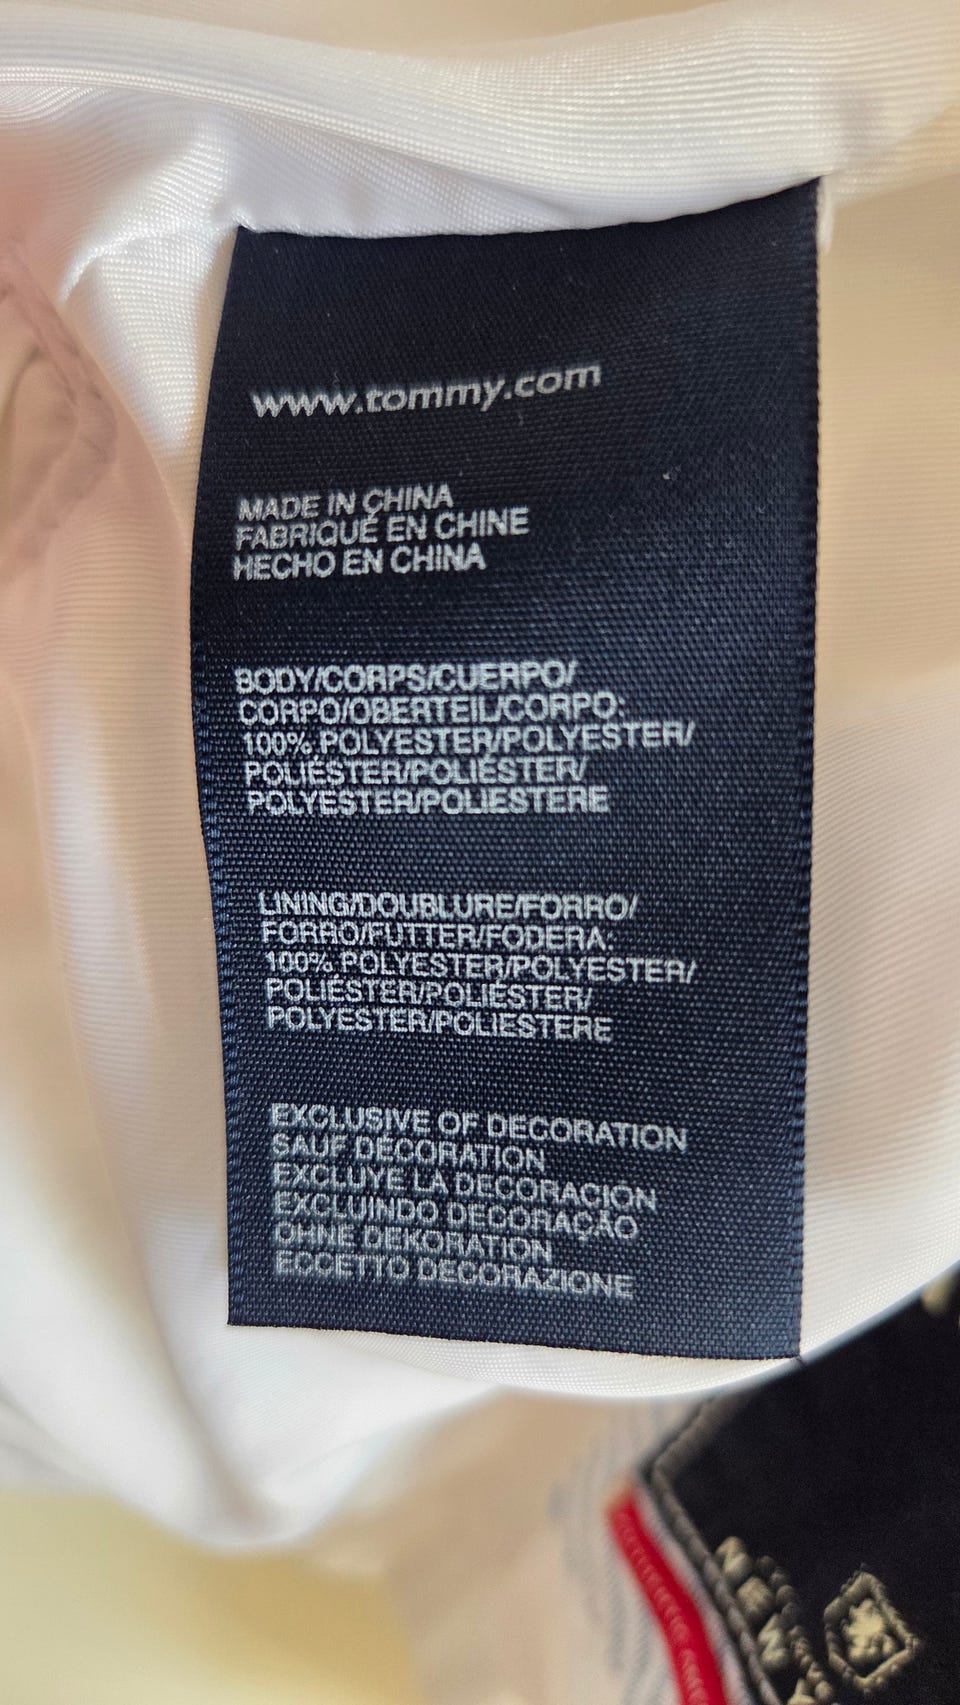 www.tommy.com
MADE IN CHINA
FABRIQUÉ EN CHINE
HECHO EN CHINA
BODY/CORPS/CUERPO/
CORPO/OBERTEIL/CORPO:
100% POLYESTER/POLYESTER/
POLIÉSTER/POLIÉSTER/
POLYESTER/POLIESTERE
LINING/DOUBLURE/FORRO/
FORRO/FUTTER/FODERA:
100% POLYESTER/POLYESTER/
POLIÉSTER/POLIÉSTER/
POLYESTER/POLIESTERE
EXCLUSIVE OF DECORATION
SAUF DÉCORATION
EXCLUYE LA DECORACION
EXCLUINDO DECORAÇÃO
OHNE DEKORATION
ECCETTO DECORAZIONE
NEW